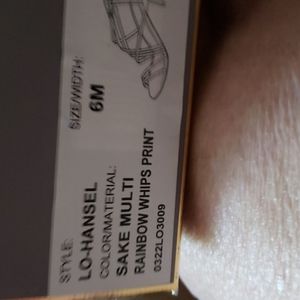 STYLE:
LO-HANSEL
COLOR/MATERIAL:
SAKE MULTI
RAINBOW WHIPS PRINT
0322LO3009
SIZE/WIDTH:
6M